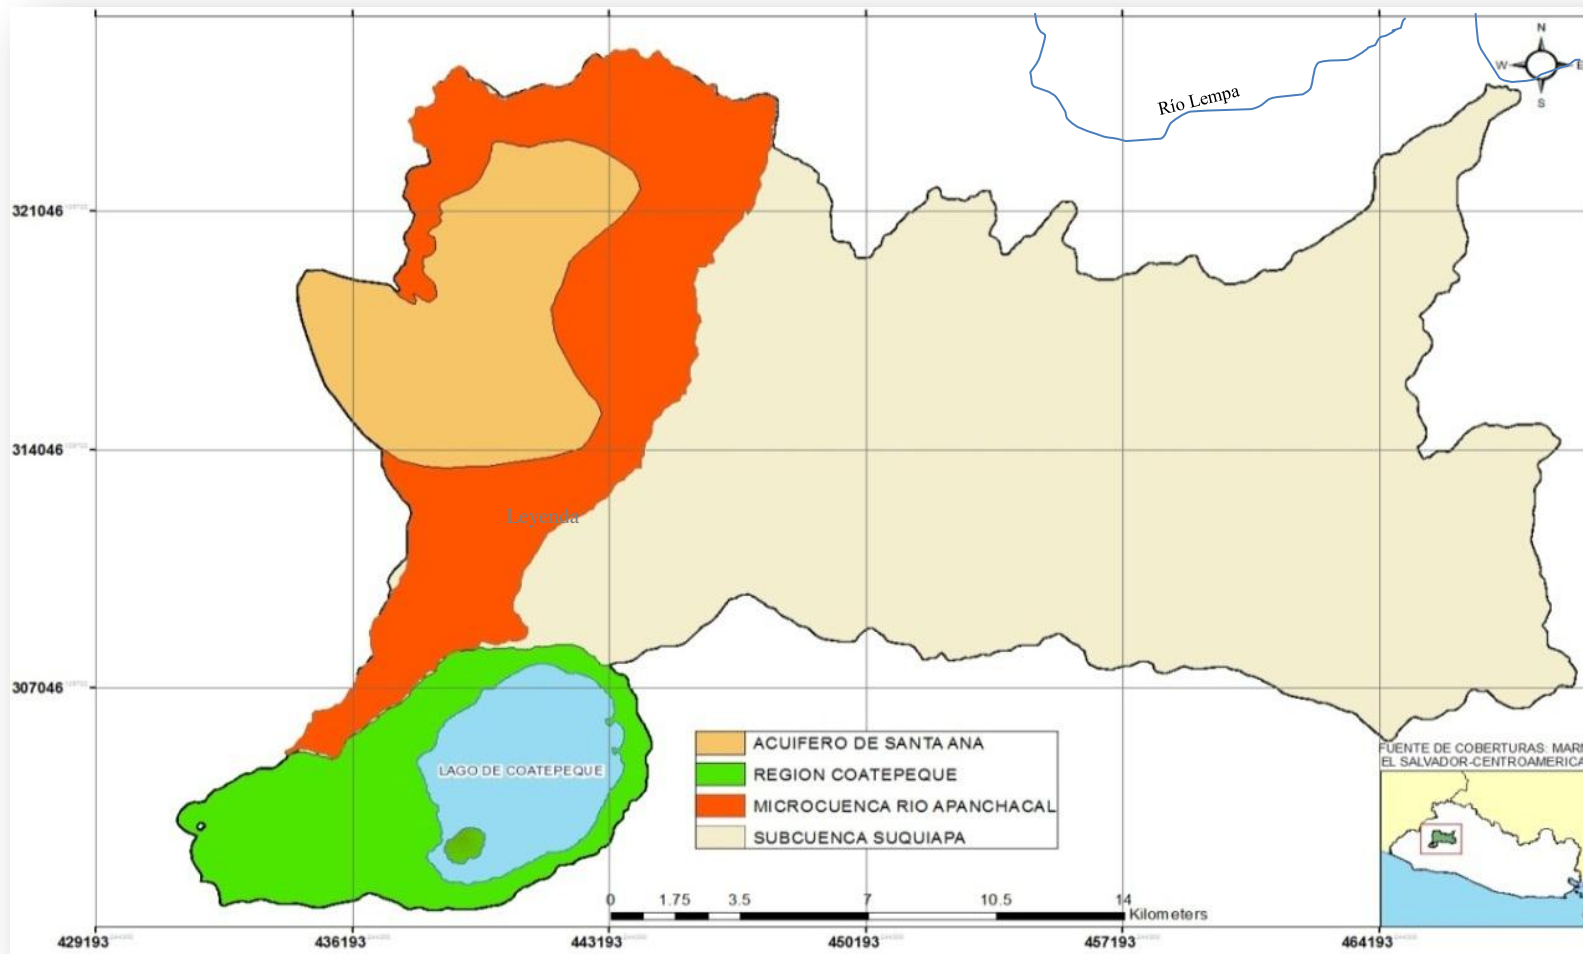 N
W E
S
Río Lempa
321046
314046
Leyenda
307046
LAGO DE COATEPEQUE
ACUIFERO DE SANTA ANA
REGION COATEPEQUE
MICROCUENCA RIO APANCHACAL
SUBCUENCA SUQUIAPA
FUENTE DE COBERTURAS: MARN
EL SALVADOR-CENTROAMERICA
0 1.75 3.5 7 10.5 14
Kilometers
429193 436193 443193 450193 457193 464193